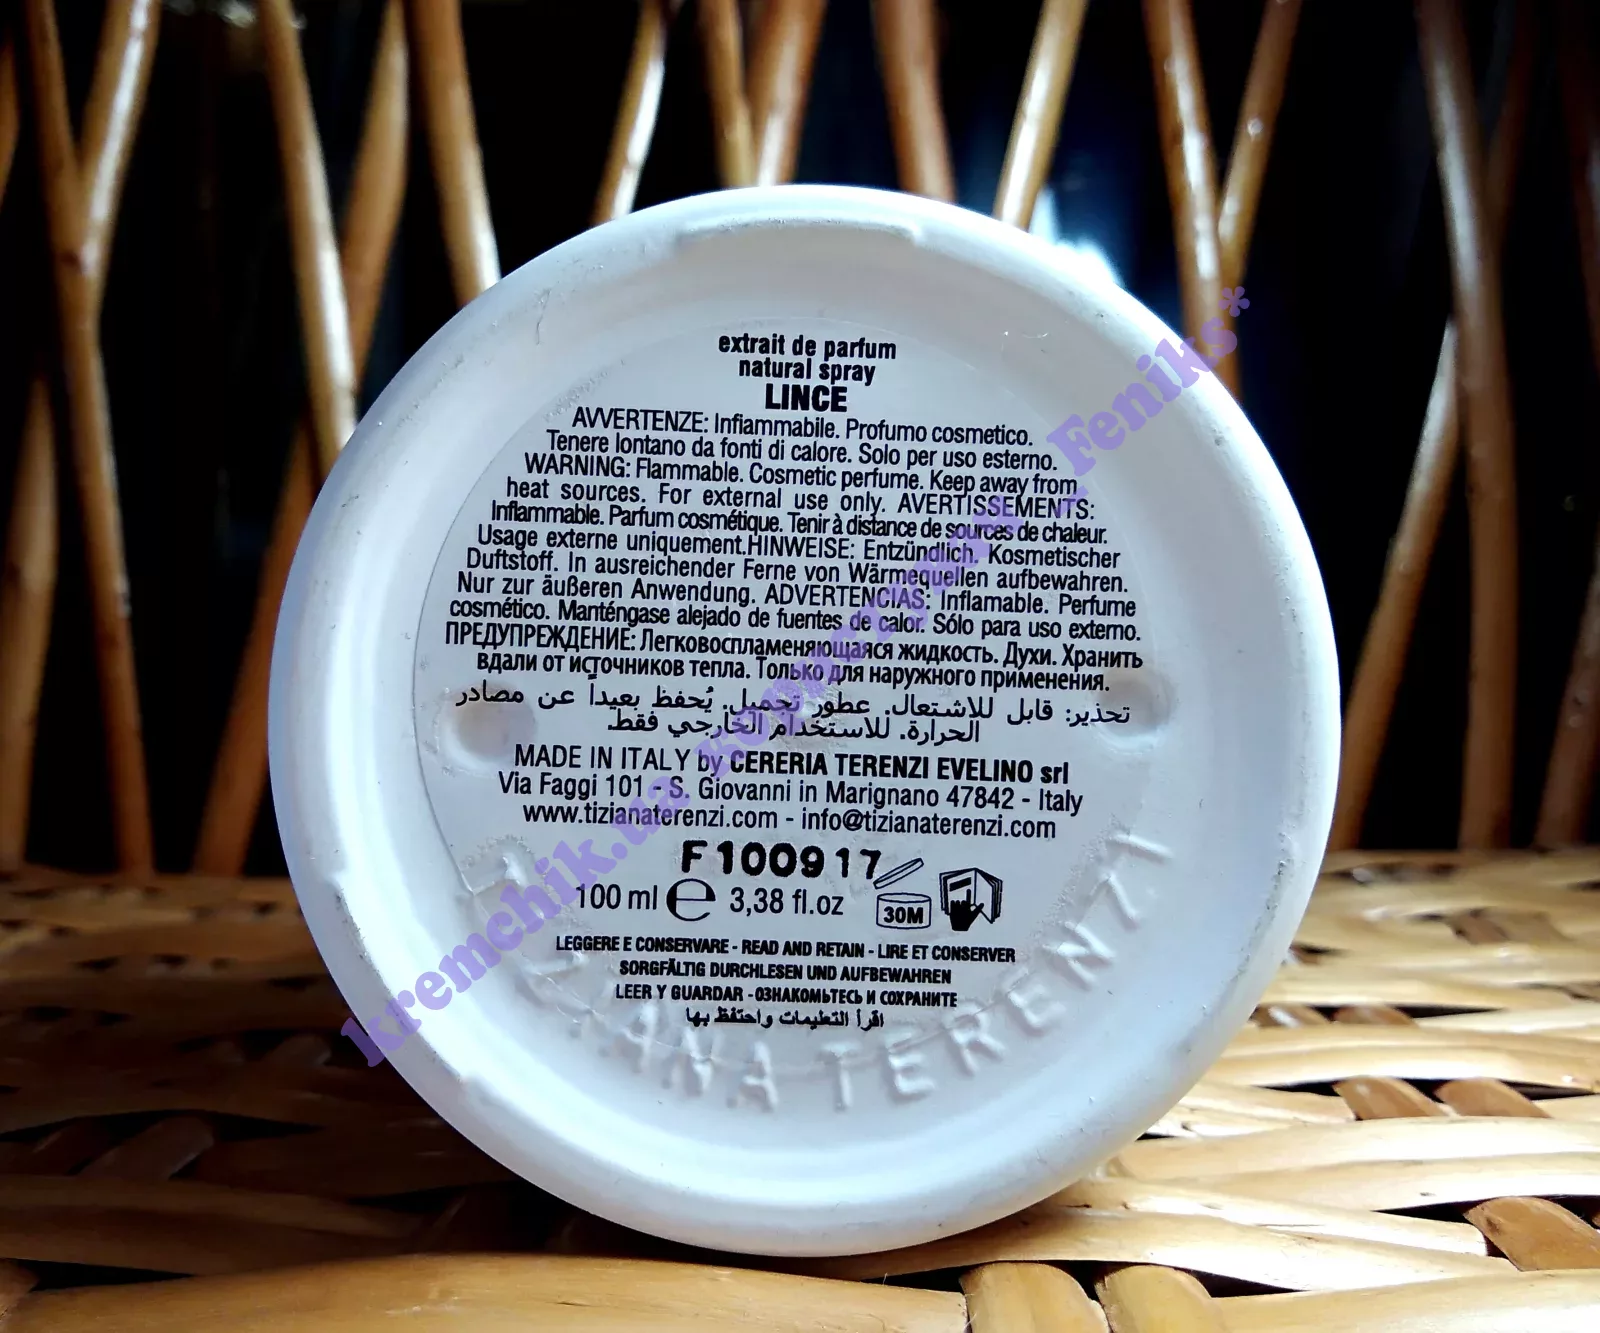 extrait de parfum
natural spray
LINCE
AVVERTENZE: Infiammabile. Profumo cosmetico.
Tenere lontano da fonti di calore. Solo per uso esterno.
WARNING: Flammable. Cosmetic perfume. Keep away from
heat sources. For external use only. AVERTISSEMENTS:
Inflammable. Parfum cosmétique. Tenir à distance de sources de chaleur.
Usage externe uniquement.HINWEISE: Entzündlich. Kosmetischer
Duftstoff. In ausreichender Ferne von Wärmequellen aufbewahren.
Nur zur äußeren Anwendung. ADVERTENCIAS: Inflamable. Perfume
cosmético. Manténgase alejado de fuentes de calor. Sólo para uso externo.
ПРЕДУПРЕЖДЕНИЕ: Легковоспламеняющаяся жидкость. Духи. Хранить
вдали от источников тепла. Только для наружного применения.
تحذير: قابل للاشتعال. عطور تجميل. يُحفظ بعيداً عن مصادر
الحرارة. للاستخدام الخارجي فقط
MADE IN ITALY by CERERIA TERENZI EVELINO srl
Via Faggi 101 - S. Giovanni in Marignano 47842 - Italy
www.tizianaterenzi.com - info@tizianaterenzi.com
F100917
100 ml e 3,38 fl.oz
30M
LEGGERE E CONSERVARE - READ AND RETAIN - LIRE ET CONSERVER
SORGFÄLTIG DURCHLESEN UND AUFBEWAHREN
LEER Y GUARDAR - ОЗНАКОМЬТЕСЬ И СОХРАНИТЕ
اقرأ التعليمات واحتفظ بها
TIZIANA TERENZI
kremchik.ua користувач _Feniks*